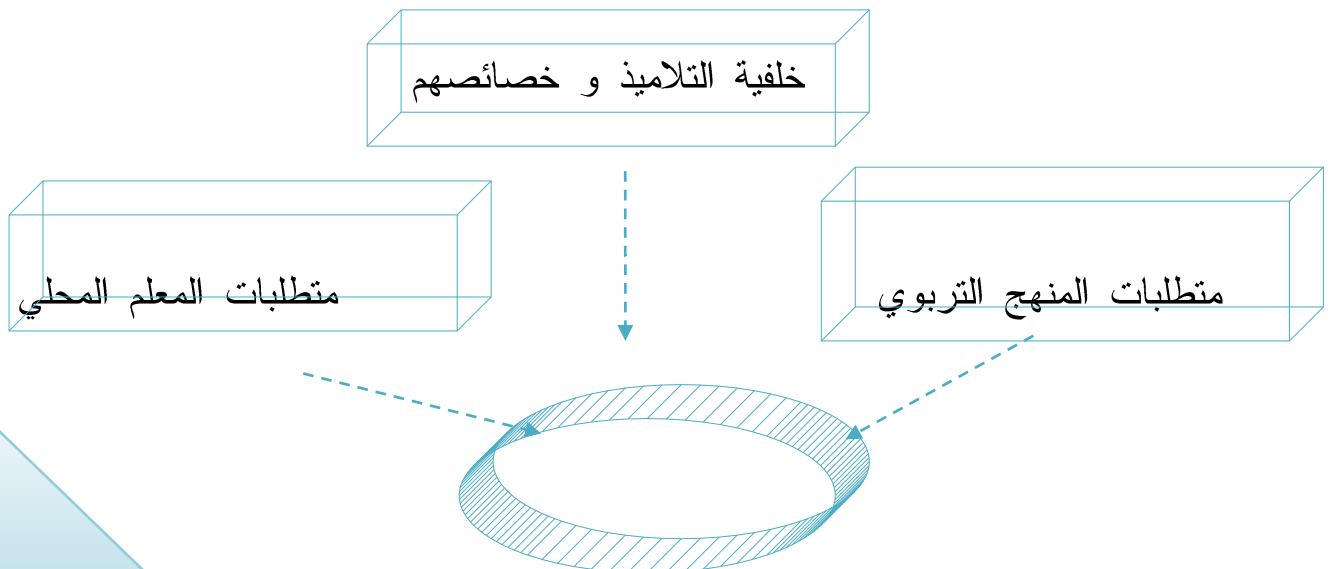 خلفية التلاميذ و خصائصهم
متطلبات المنهج التربوي
متطلبات المعلم المحلي